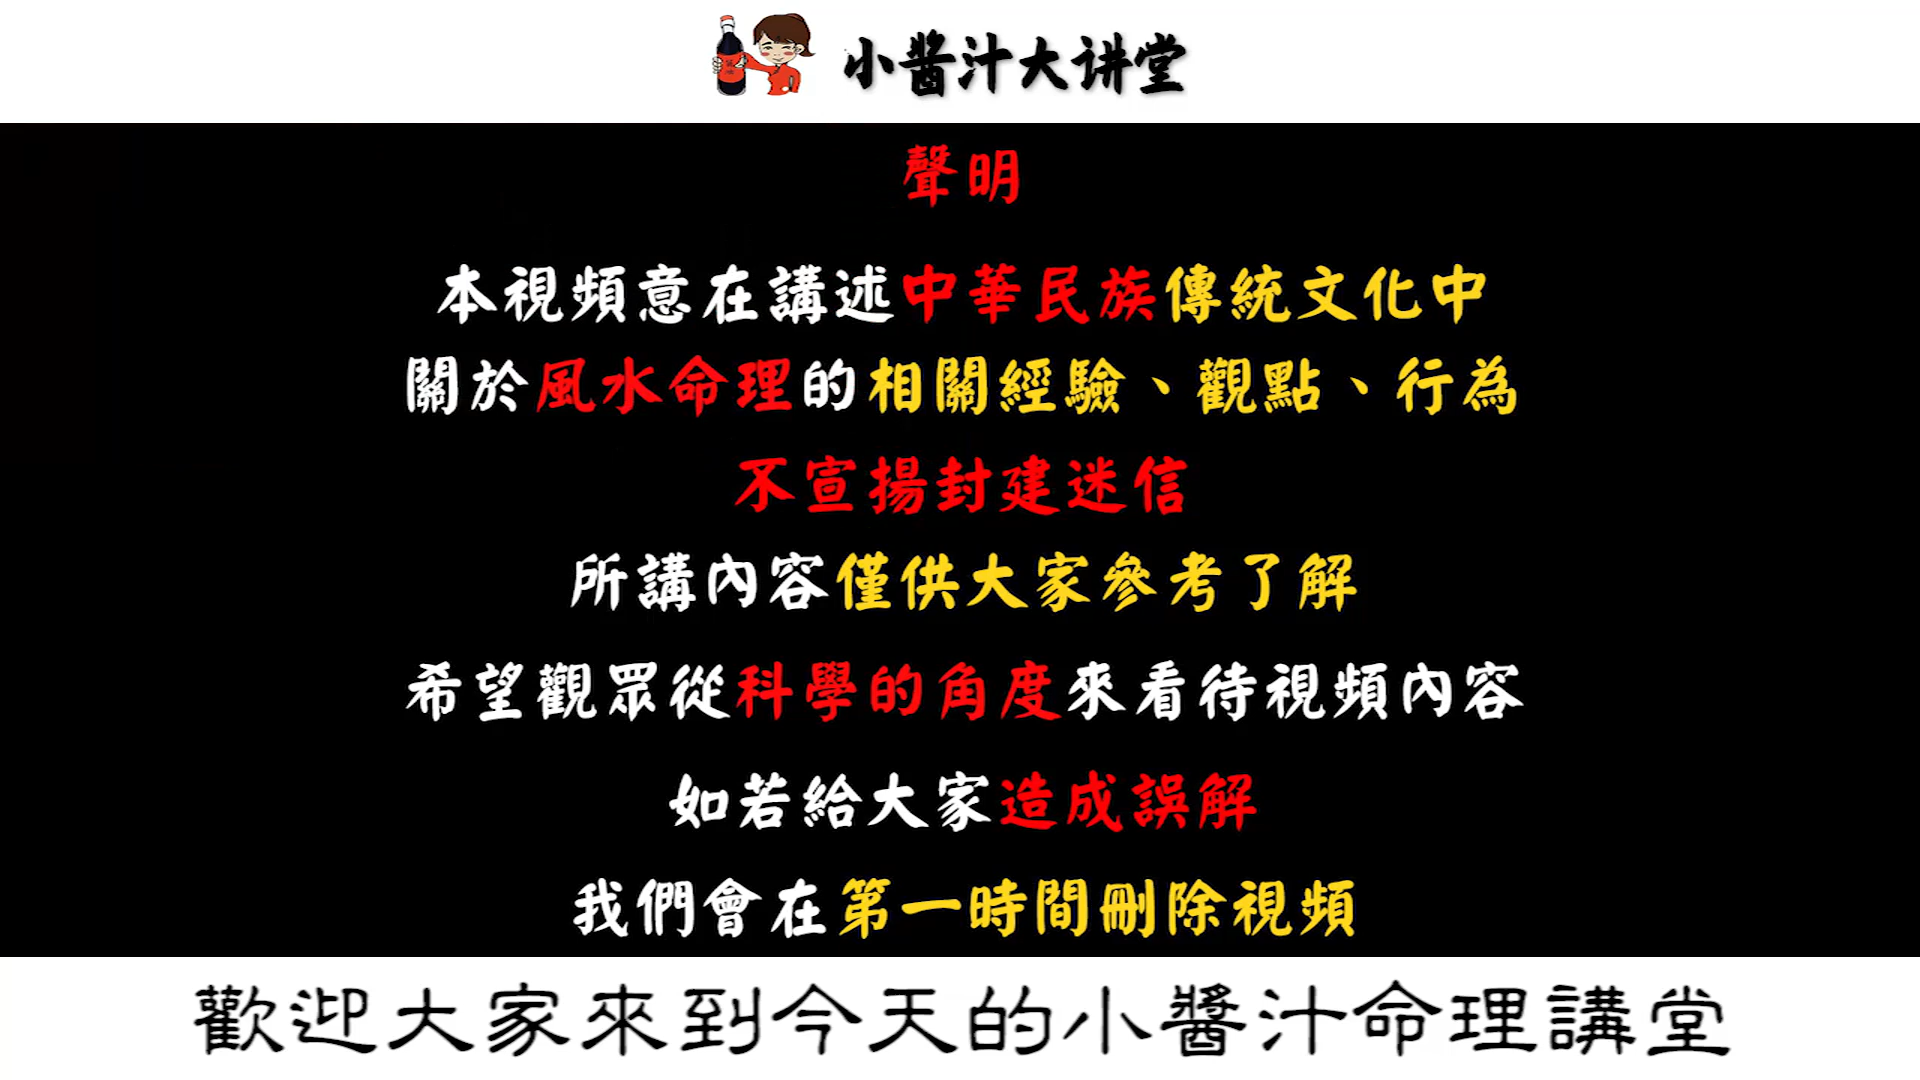 小酱汁大讲堂
聲明
本視頻意在講述中華民族傳統文化中
關於風水命理的相關經驗、觀點、行為
不宣揚封建迷信
所講內容僅供大家參考了解
希望觀眾從科學的角度來看待視頻內容
如若給大家造成誤解
我們會在第一時間刪除視頻
歡迎大家來到今天的小醬汁命理講堂